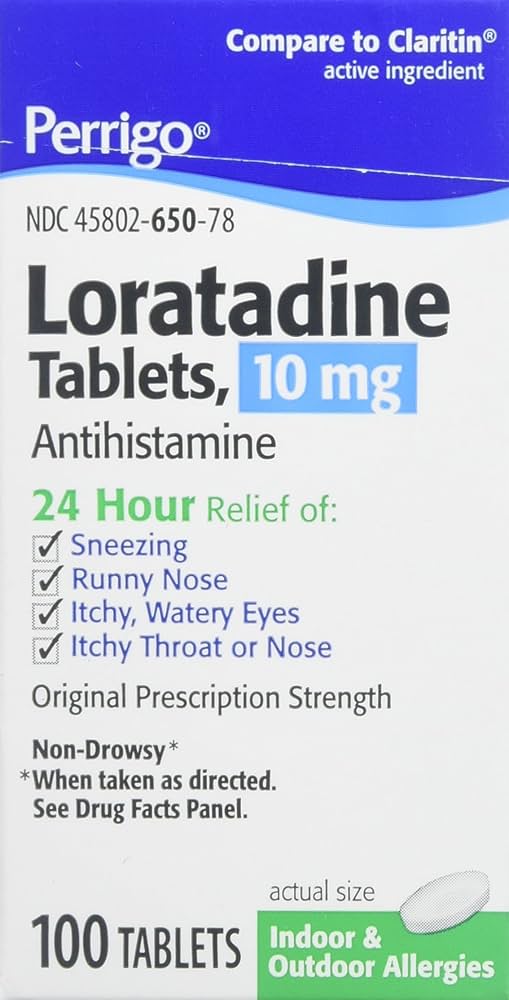 Compare to Claritin®
active ingredient
Perrigo®
NDC 45802-650-78
Loratadine
Tablets, 10 mg
Antihistamine
24 Hour Relief of:
Sneezing
Runny Nose
Itchy, Watery Eyes
Itchy Throat or Nose
Original Prescription Strength
Non-Drowsy*
*When taken as directed.
See Drug Facts Panel.
actual size
100 TABLETS
Indoor &
Outdoor Allergies